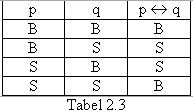 p q p ↔ q
B B B
B S S
S B S
S S B
Tabel 2.3